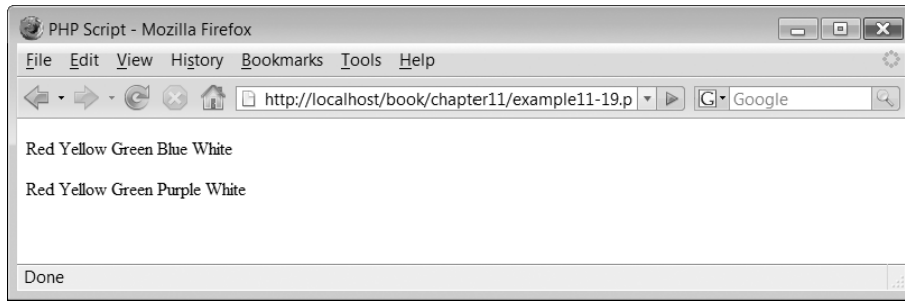 PHP Script - Mozilla Firefox
File Edit View History Bookmarks Tools Help
http://localhost/book/chapter11/example11-19.p G Google
Red Yellow Green Blue White
Red Yellow Green Purple White
Done